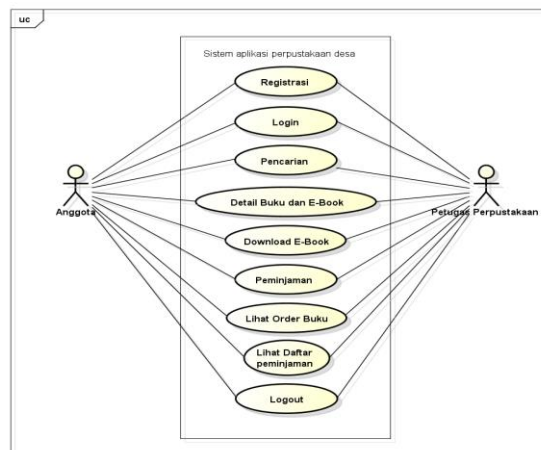 uc
Sistem aplikasi perpustakaan desa
Registrasi
Login
Pencarian
Detail Buku dan E-Book
Download E-Book
Peminjaman
Lihat Order Buku
Lihat Daftar
peminjaman
Logout
Anggota
Petugas Perpustakaan